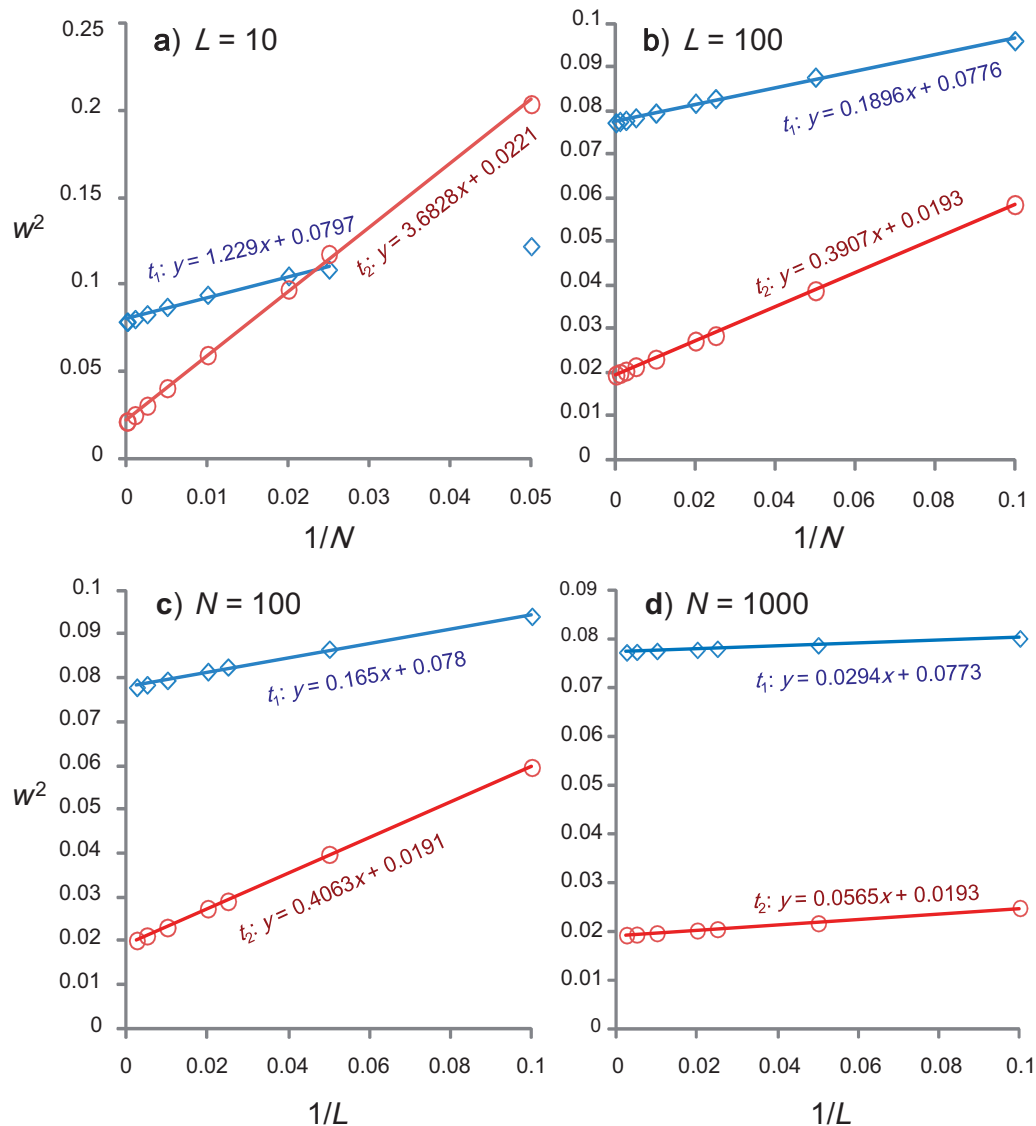 a) L = 10
0.25
0.2
0.15
0.1
0.05
0
w²
t₁: y = 1.229x + 0.0797
t₂: y = 3.6828x + 0.0221
0 0.01 0.02 0.03 0.04 0.05
1/N
b) L = 100
0.1
0.09
0.08
0.07
0.06
0.05
0.04
0.03
0.02
0.01
0
t₁: y = 0.1896x + 0.0776
t₂: y = 0.3907x + 0.0193
0 0.02 0.04 0.06 0.08 0.1
1/N
c) N = 100
0.1
0.09
0.08
0.07
0.06
0.05
0.04
0.03
0.02
0.01
0
w²
t₁: y = 0.165x + 0.078
t₂: y = 0.4063x + 0.0191
0 0.02 0.04 0.06 0.08 0.1
1/L
d) N = 1000
0.09
0.08
0.07
0.06
0.05
0.04
0.03
0.02
0.01
0
t₁: y = 0.0294x + 0.0773
t₂: y = 0.0565x + 0.0193
0 0.02 0.04 0.06 0.08 0.1
1/L